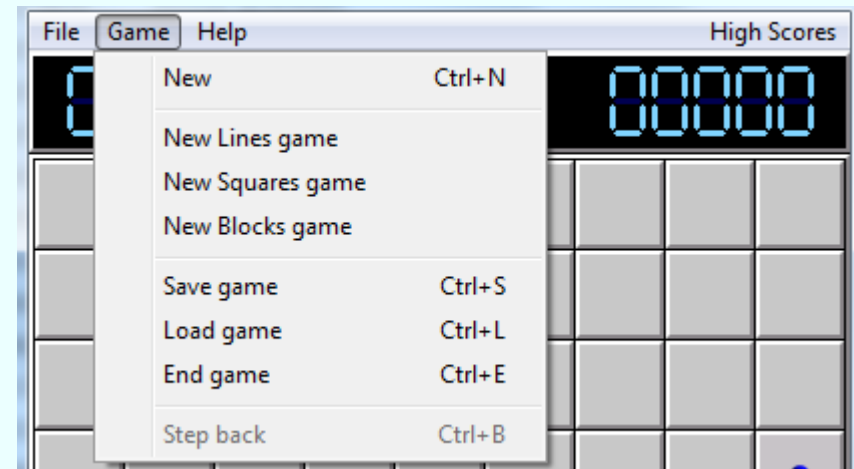 File Game Help High Scores
00000
New Ctrl+N
New Lines game
New Squares game
New Blocks game
Save game Ctrl+S
Load game Ctrl+L
End game Ctrl+E
Step back Ctrl+B